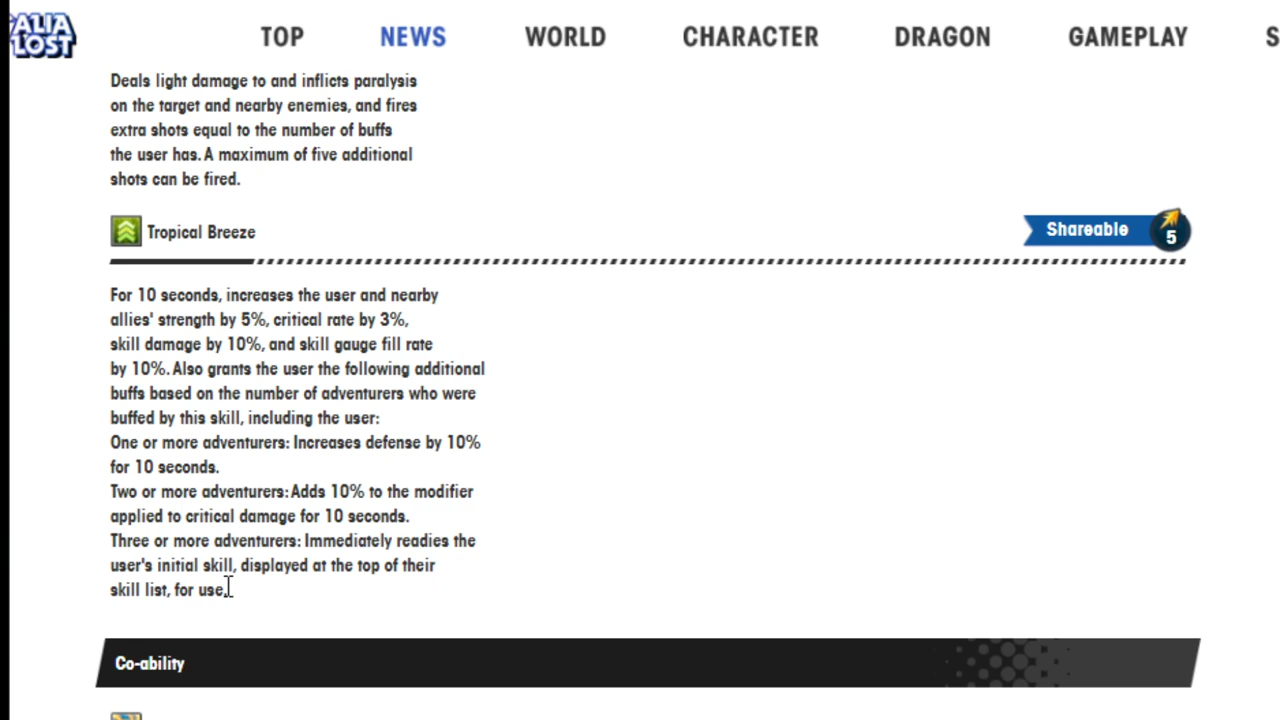 ALIA
LOST
TOP NEWS WORLD CHARACTER DRAGON GAMEPLAY S
Deals light damage to and inflicts paralysis
on the target and nearby enemies, and fires
extra shots equal to the number of buffs
the user has. A maximum of five additional
shots can be fired.
Tropical Breeze
Shareable 5
For 10 seconds, increases the user and nearby
allies' strength by 5%, critical rate by 3%,
skill damage by 10%, and skill gauge fill rate
by 10%. Also grants the user the following additional
buffs based on the number of adventurers who were
buffed by this skill, including the user:
One or more adventurers: Increases defense by 10%
for 10 seconds.
Two or more adventurers: Adds 10% to the modifier
applied to critical damage for 10 seconds.
Three or more adventurers: Immediately readies the
user's initial skill, displayed at the top of their
skill list, for use.
Co-ability